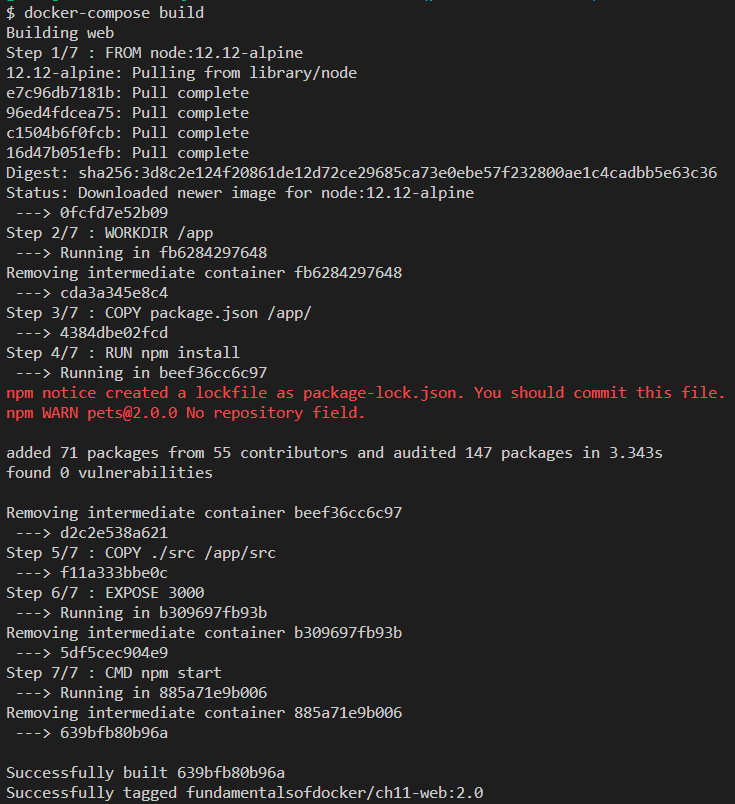 $ docker-compose build
Building web
Step 1/7 : FROM node:12.12-alpine
12.12-alpine: Pulling from library/node
e7c96db7181b: Pull complete
96ed4fdcea75: Pull complete
c1504b6f0fcb: Pull complete
16d47b051efb: Pull complete
Digest: sha256:3d8c2e124f20861de12d72ce29685ca73e0ebe57f232800ae1c4cadbb5e63c36
Status: Downloaded newer image for node:12.12-alpine
 ---> 0fcfd7e52b09
Step 2/7 : WORKDIR /app
 ---> Running in fb6284297648
Removing intermediate container fb6284297648
 ---> cda3a345e8c4
Step 3/7 : COPY package.json /app/
 ---> 4384dbe02fcd
Step 4/7 : RUN npm install
 ---> Running in beef36cc6c97
npm notice created a lockfile as package-lock.json. You should commit this file.
npm WARN pets@2.0.0 No repository field.
added 71 packages from 55 contributors and audited 147 packages in 3.343s
found 0 vulnerabilities
Removing intermediate container beef36cc6c97
 ---> d2c2e538a621
Step 5/7 : COPY ./src /app/src
 ---> f11a333bbe0c
Step 6/7 : EXPOSE 3000
 ---> Running in b309697fb93b
Removing intermediate container b309697fb93b
 ---> 5df5cec904e9
Step 7/7 : CMD npm start
 ---> Running in 885a71e9b006
Removing intermediate container 885a71e9b006
 ---> 639bfb80b96a
Successfully built 639bfb80b96a
Successfully tagged fundamentalsofdocker/ch11-web:2.0